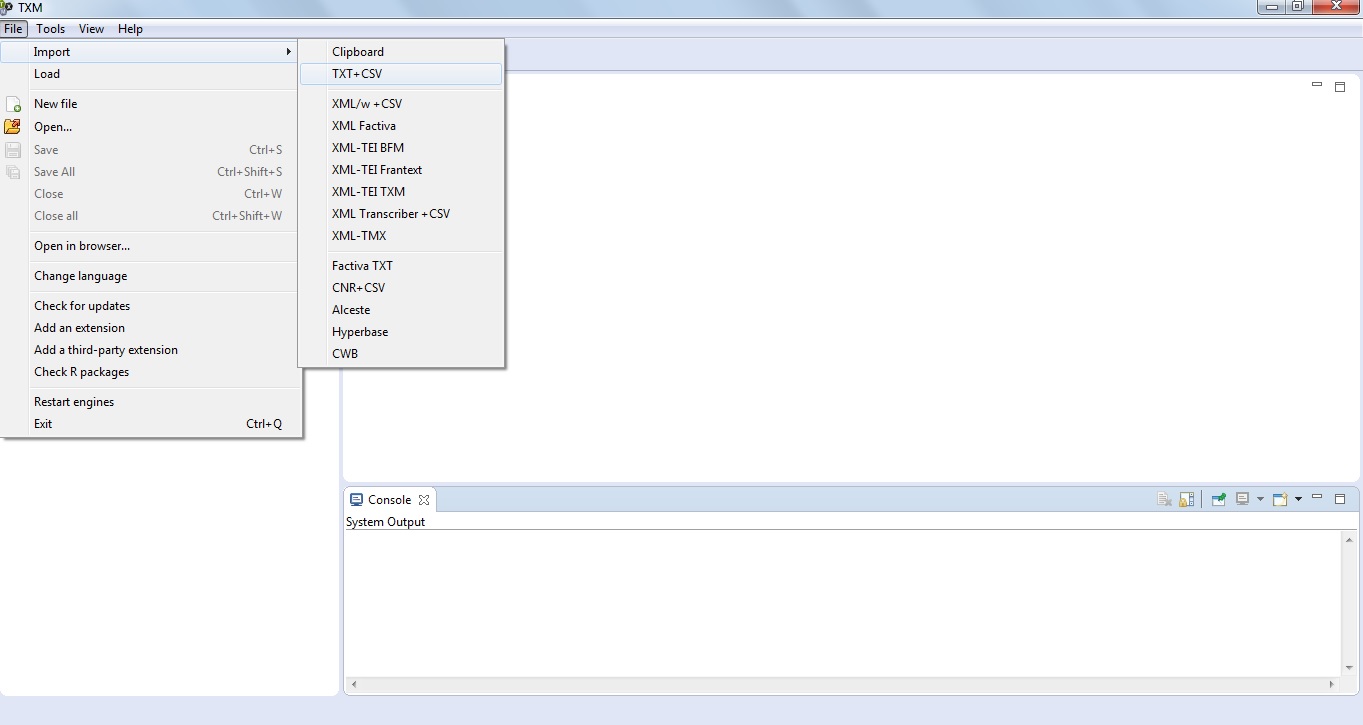 TXM
File Tools View Help
Import
Load
New file
Open...
Save Ctrl+S
Save All Ctrl+Shift+S
Close Ctrl+W
Close all Ctrl+Shift+W
Open in browser...
Change language
Check for updates
Add an extension
Add a third-party extension
Check R packages
Restart engines
Exit Ctrl+Q
Clipboard
TXT+CSV
XML/w +CSV
XML Factiva
XML-TEI BFM
XML-TEI Frantext
XML-TEI TXM
XML Transcriber +CSV
XML-TMX
Factiva TXT
CNR+CSV
Alceste
Hyperbase
CWB
Console
System Output